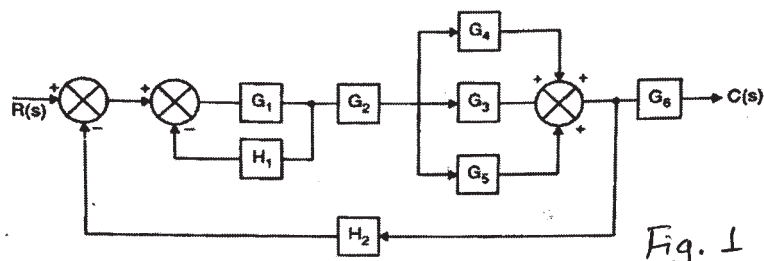 G₄
+
+
R(s)
+
−
+
−
G₁
G₂
G₃
+
+
G₆
C(s)
H₁
G₅
H₂
Fig. 1